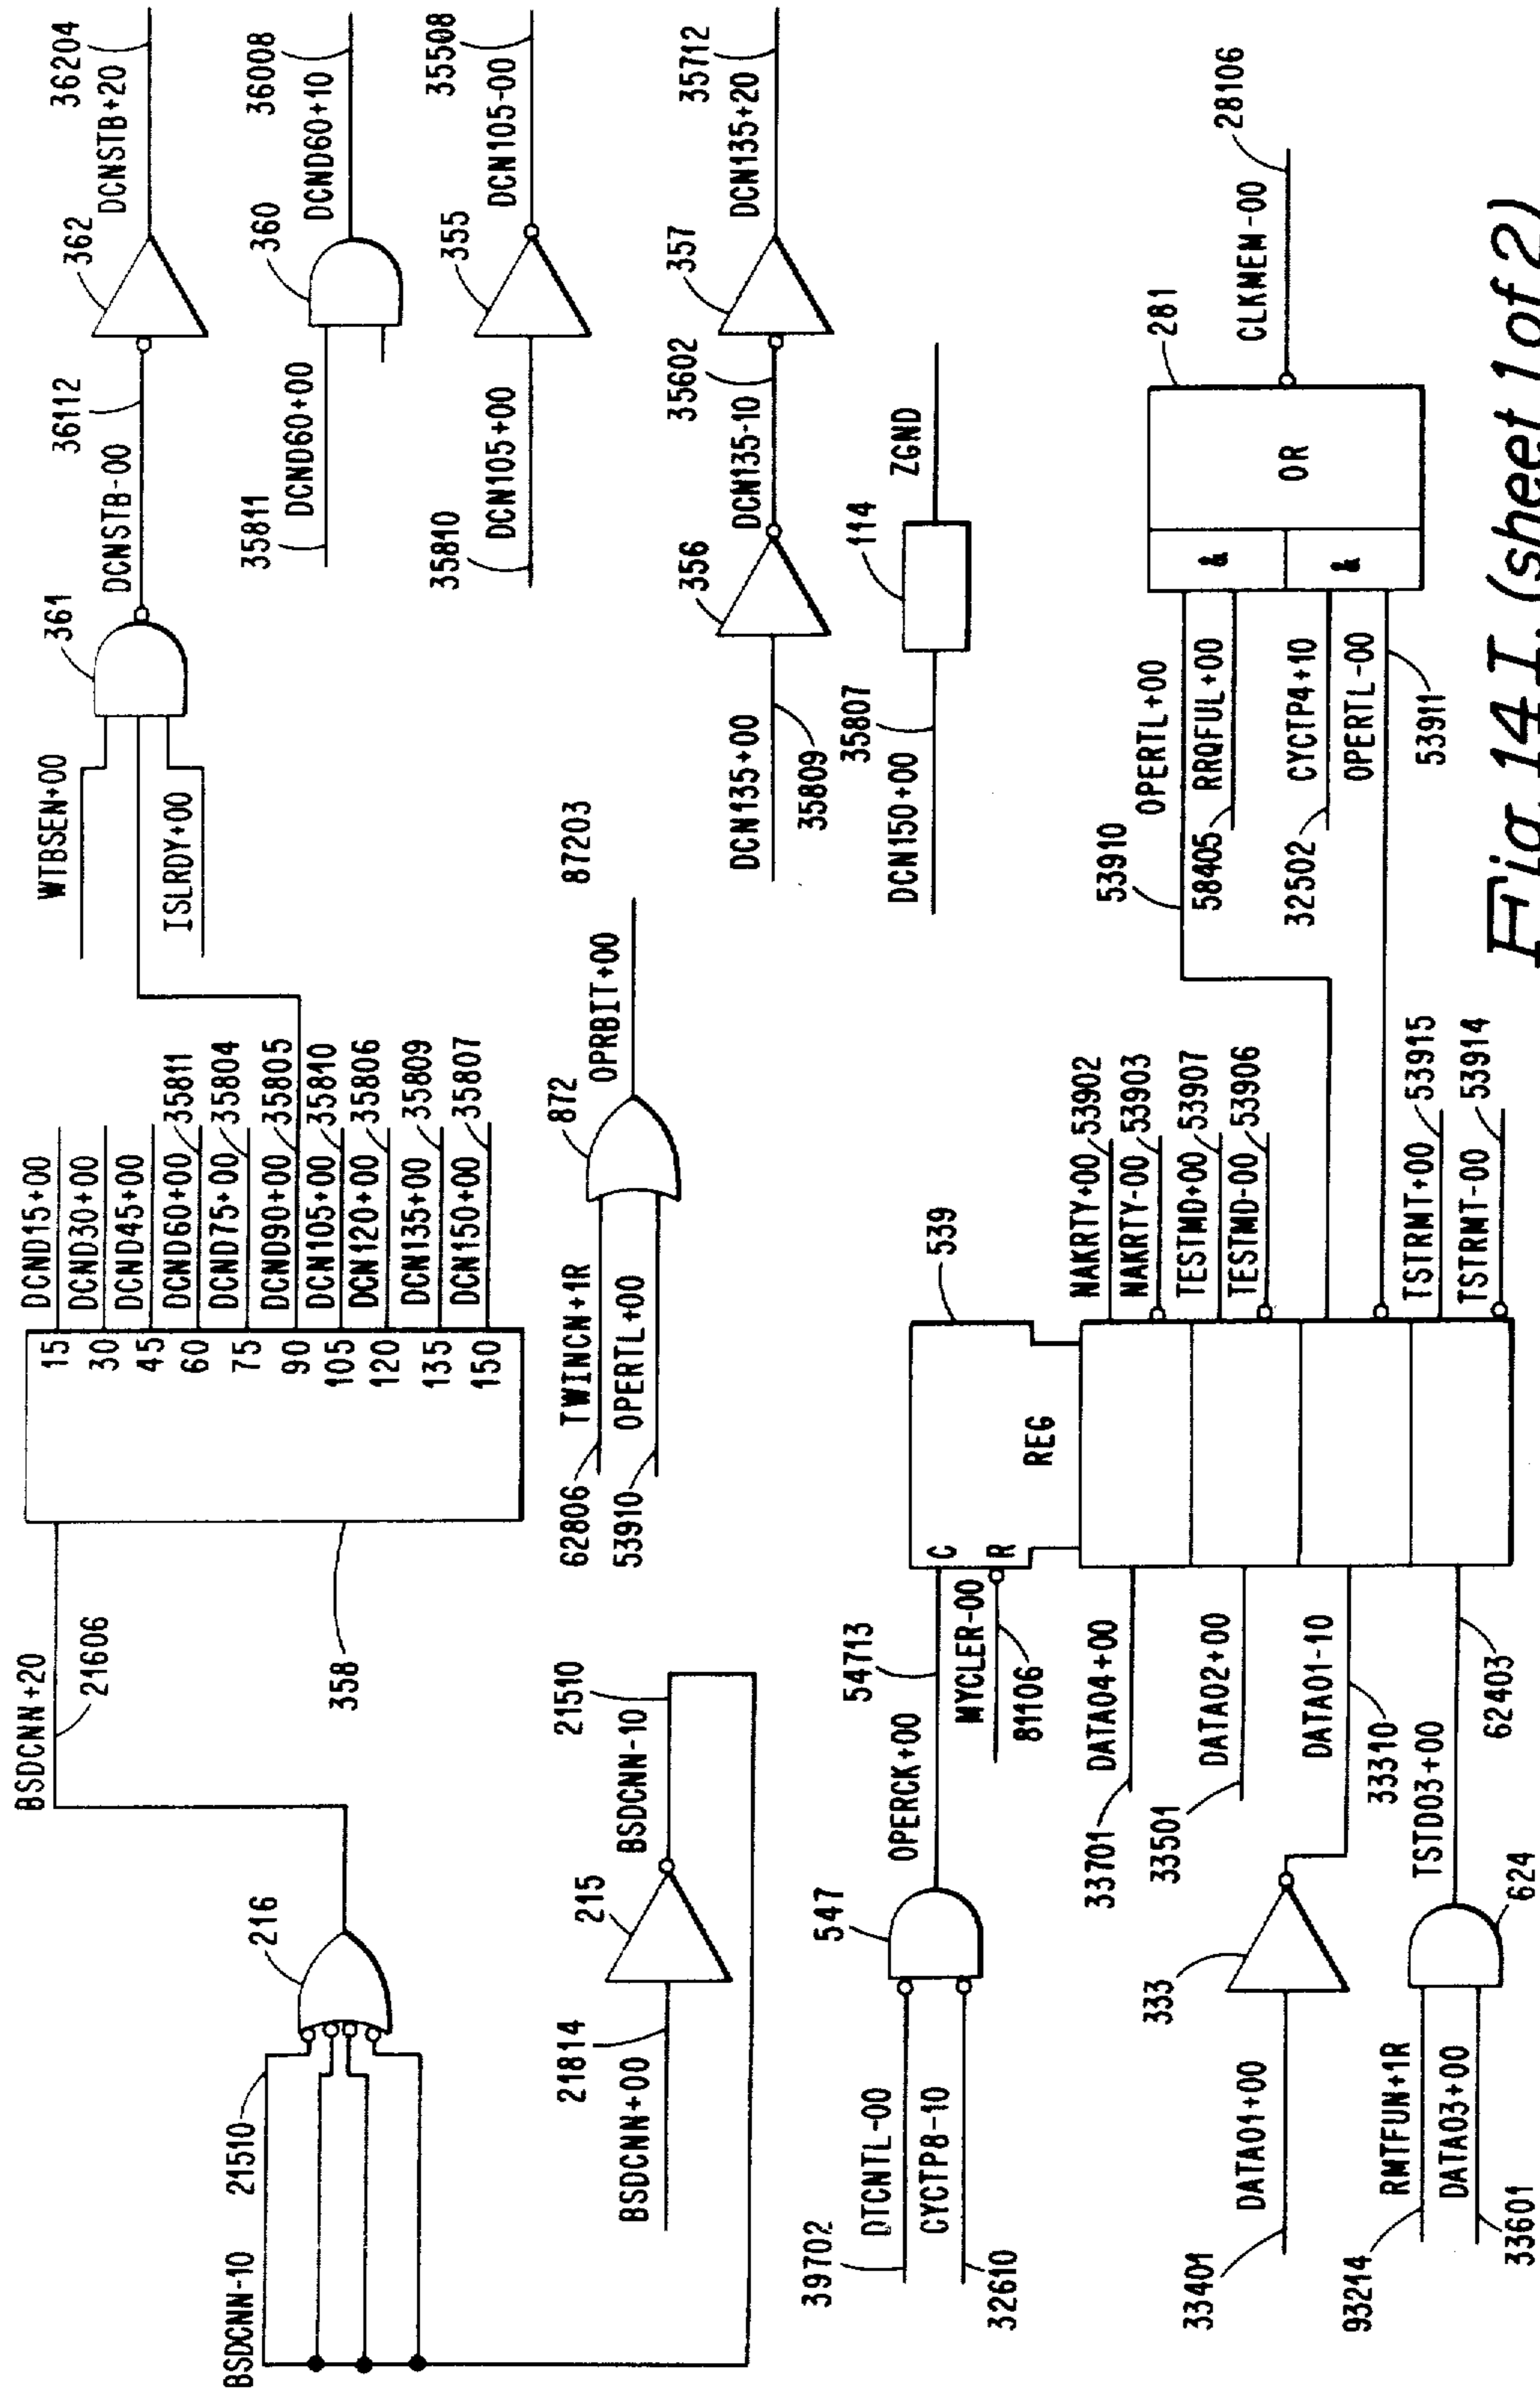 BSDCNN-10
21510
216
BSDCNN+20
21606
358
15
30
45
60
75
90
105
120
135
150
DCND15+00
DCND30+00
DCND45+00
DCND60+00 35811
DCND75+00 35804
DCND90+00 35805
DCN105+00 35810
DCN120+00 35806
DCN135+00 35809
DCN150+00 35807
WTBSEN+00
ISLRDY+00
361
DCNSTB-00
36112
362
DCNSTB+20
36204
35811
DCND60+00
360
DCND60+10
36008
35810
DCN105+00
355
DCN105-00
35508
21814
BSDCNN+00
215
BSDCNN-10
21510
62806
TWINCN+1R
53910
OPERTL+00
872
OPRBIT+00
87203
DCN135+00
35809
356
DCN135-10
35602
357
DCN135+20
35712
35807
DCN150+00
114
ZGND
39702
DTCNTL-00
CYCTP8-10
32610
547
OPERCK+00
54713
MYCLER-00
81106
C
R
REG
539
33701
DATA04+00
33501
DATA02+00
33401
DATA01+00
333
DATA01-10
33310
93214
RMTFUN+1R
DATA03+00
33601
624
TSTD03+00
62403
NAKRTY+00 53902
NAKRTY-00 53903
TESTMD+00 53907
TESTMD-00 53906
TSTRMT+00 53915
TSTRMT-00 53914
53910
OPERTL+00
58405
RRQFUL+00
32502
CYCTP4+10
OPERTL-00
53911
&
&
OR
281
CLKMEM-00
28106
Fig. 14I. (sheet 1 of 2)